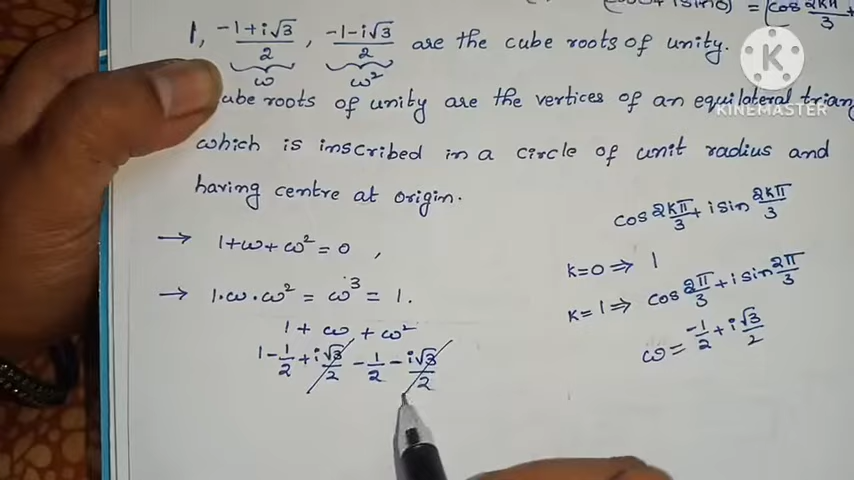 (cosθ + i sinθ) = [cos 2kπ/3 +
1, (-1+i√3)/2, (-1-i√3)/2 are the cube roots of unity.
ω ω²
cube roots of unity are the vertices of an equilateral trian
which is inscribed in a circle of unit radius and
having centre at origin.
→ 1+ω+ω² = 0 ,
→ 1·ω·ω² = ω³ = 1.
1 + ω + ω²
1 - 1/2 + i√3/2 - 1/2 - i√3/2
cos 2kπ/3 + i sin 2kπ/3
k=0 ⇒ 1
k=1 ⇒ cos 2π/3 + i sin 2π/3
ω = -1/2 + i√3/2
K
KINEMASTER